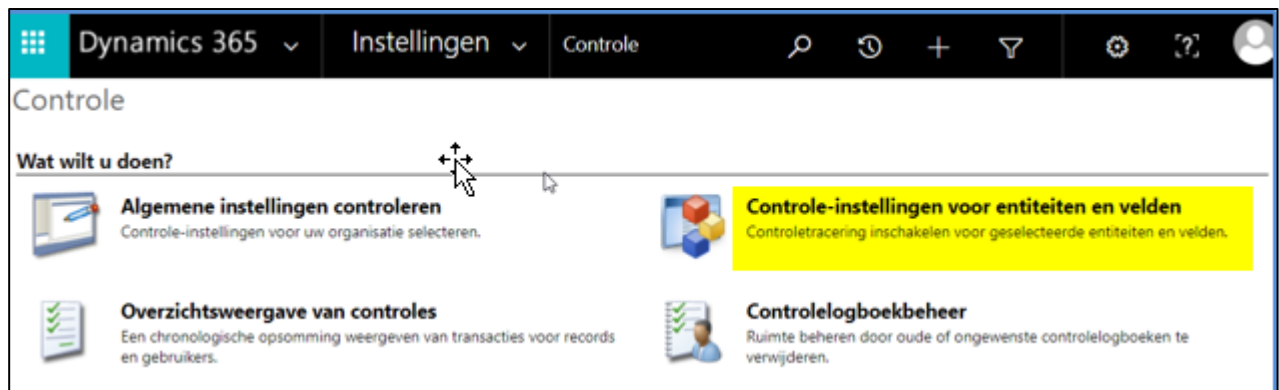 Dynamics 365 Instellingen Controle
Controle
Wat wilt u doen?
Algemene instellingen controleren
Controle-instellingen voor uw organisatie selecteren.
Controle-instellingen voor entiteiten en velden
Controletracering inschakelen voor geselecteerde entiteiten en velden.
Overzichtsweergave van controles
Een chronologische opsomming weergeven van transacties voor records
en gebruikers.
Controlelogboekbeheer
Ruimte beheren door oude of ongewenste controlelogboeken te
verwijderen.